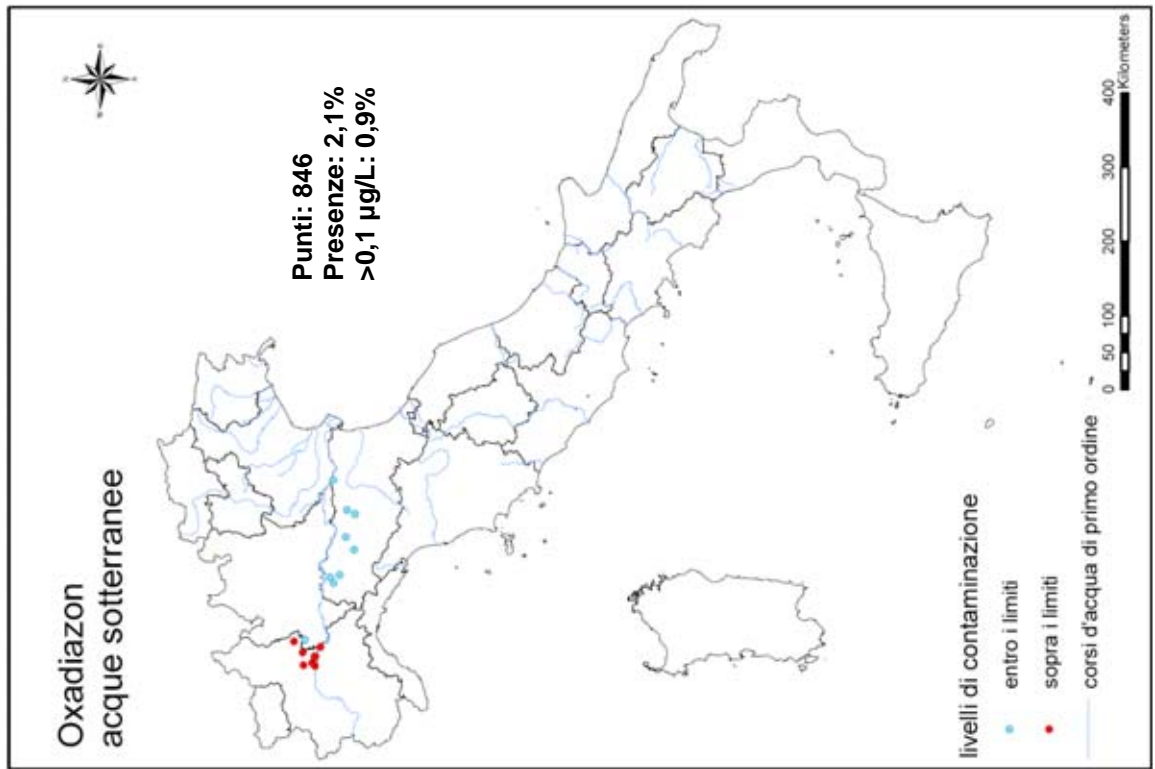 Oxadiazon
acque sotterranee
Punti: 846
Presenze: 2,1%
>0,1 µg/L: 0,9%
livelli di contaminazione
entro i limiti
sopra i limiti
corsi d'acqua di primo ordine
0 50 100 200 300 400
Kilometers